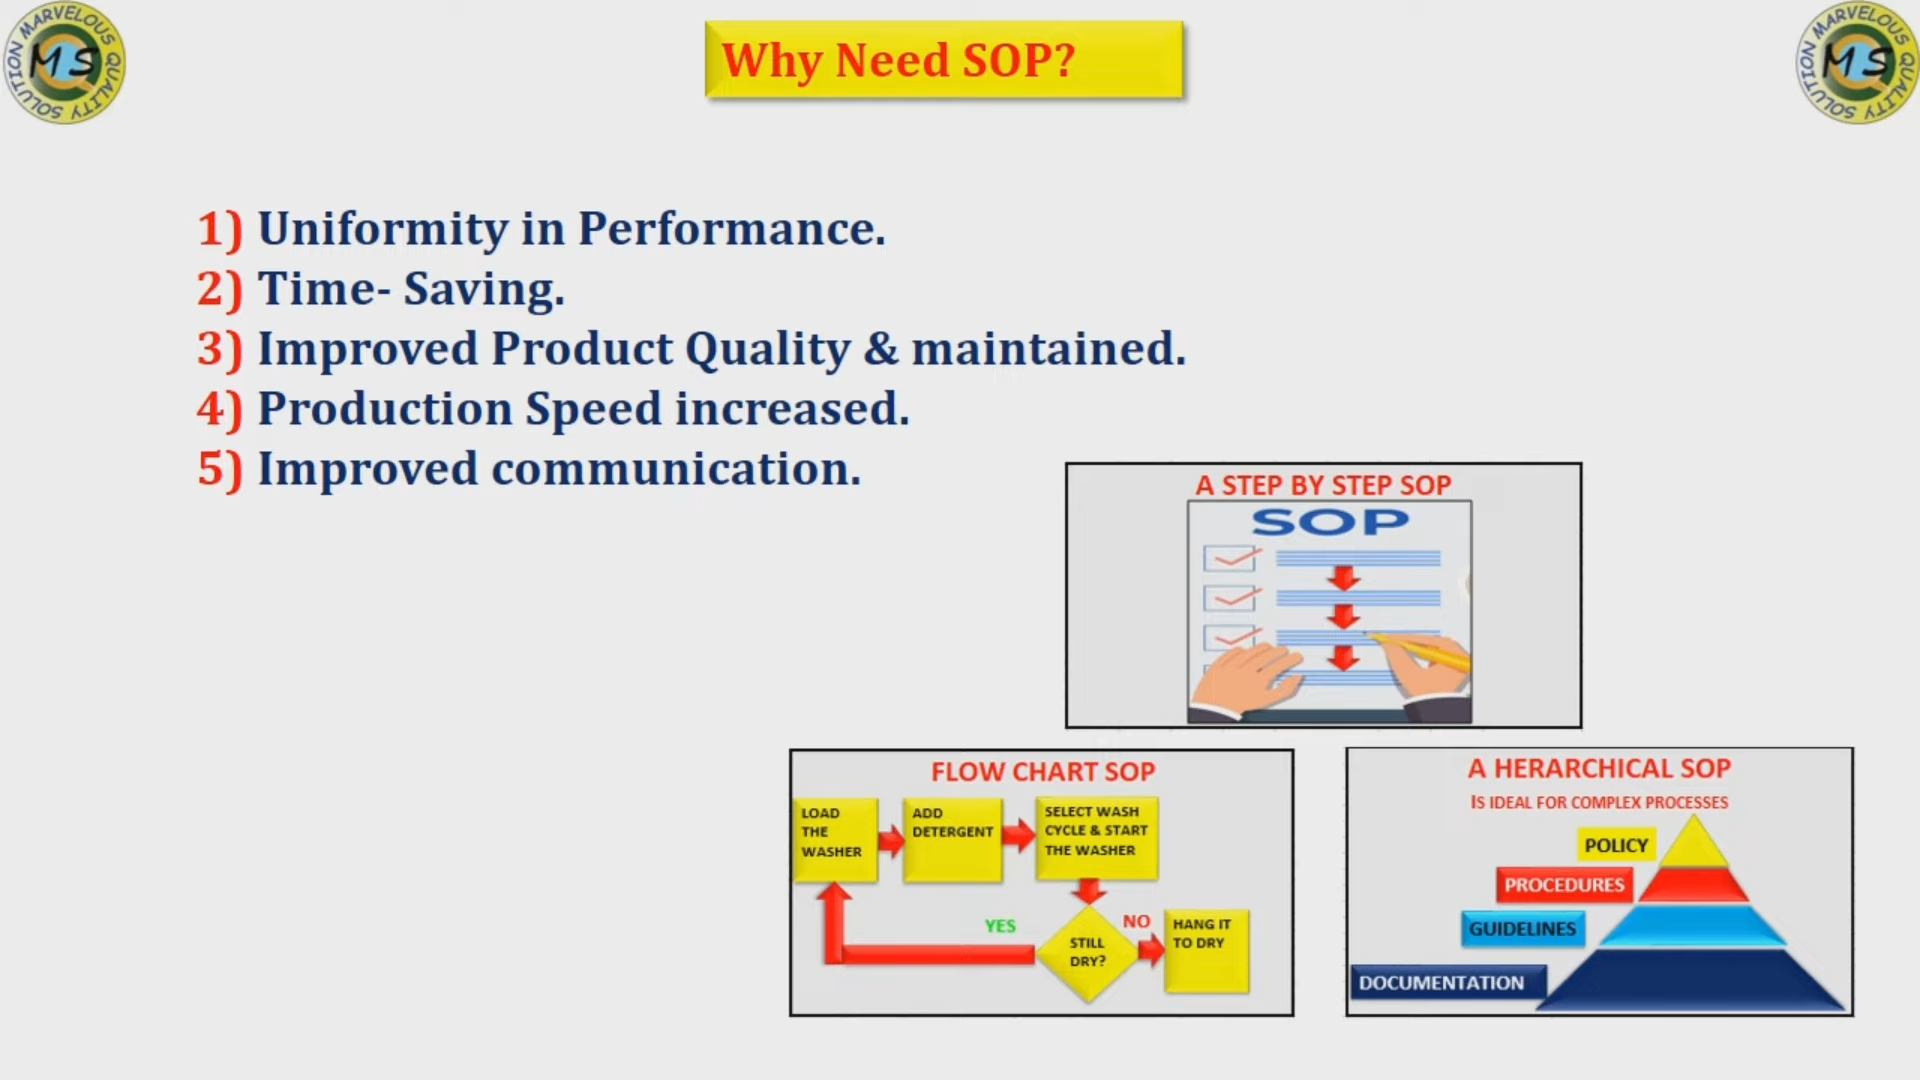 MARVELOUS QUALITY SOLUTION
MS
Why Need SOP?
MARVELOUS QUALITY SOLUTION
MS
1) Uniformity in Performance.
2) Time- Saving.
3) Improved Product Quality & maintained.
4) Production Speed increased.
5) Improved communication.
A STEP BY STEP SOP
SOP
FLOW CHART SOP
LOAD
THE
WASHER
ADD
DETERGENT
SELECT WASH
CYCLE & START
THE WASHER
YES
STILL
DRY?
NO
HANG IT
TO DRY
A HERARCHICAL SOP
IS IDEAL FOR COMPLEX PROCESSES
POLICY
PROCEDURES
GUIDELINES
DOCUMENTATION